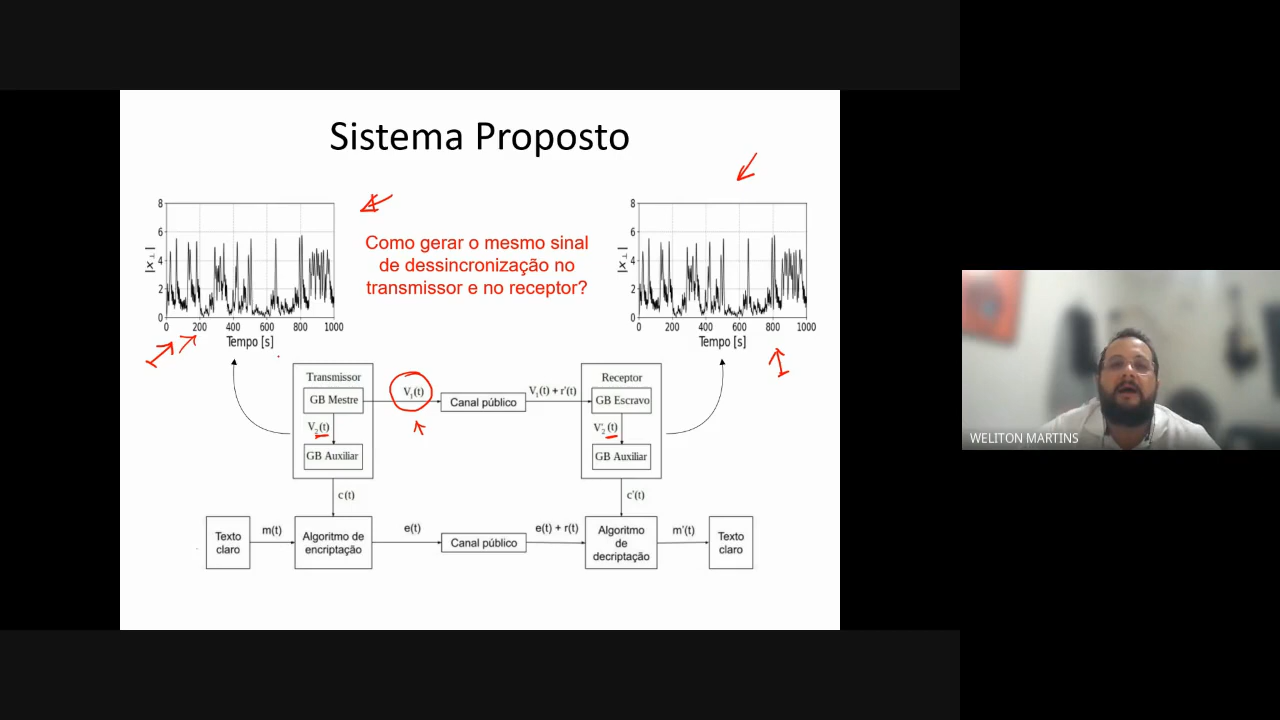 Sistema Proposto
8
6
4
2
0
|x⊥|
0 200 400 600 800 1000
Tempo [s]
Como gerar o mesmo sinal
de dessincronização no
transmissor e no receptor?
8
6
4
2
0
|x⊥|
0 200 400 600 800 1000
Tempo [s]
Transmissor
GB Mestre
V₂(t)
GB Auxiliar
V₁(t)
Canal público
V₁(t) + r'(t)
Receptor
GB Escravo
V'₂(t)
GB Auxiliar
c(t)
c'(t)
Texto
claro
m(t)
Algoritmo de
encriptação
e(t)
Canal público
e(t) + r(t)
Algoritmo
de
decriptação
m'(t)
Texto
claro
WELITON MARTINS